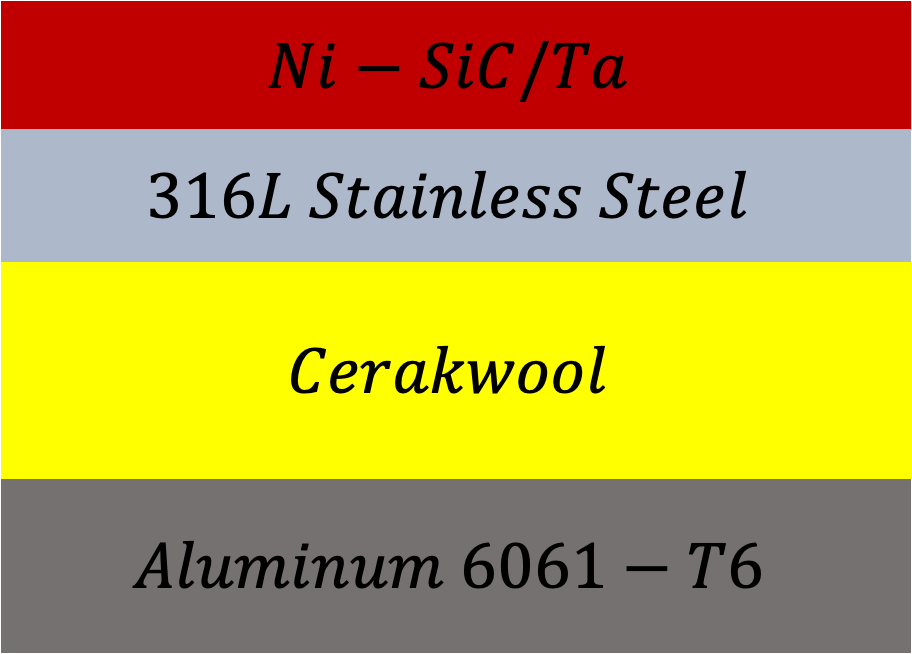 Ni − SiC/Ta
316L Stainless Steel
Cerakwool
Aluminum 6061 − T6